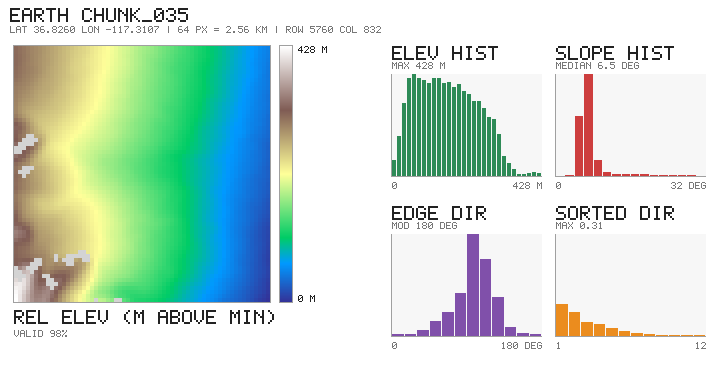 EARTH CHUNK_035
LAT 36.8260 LON -117.3107 | 64 PX = 2.56 KM | ROW 5760 COL 832
428 M
0 M
REL ELEV (M ABOVE MIN)
VALID 98%
ELEV HIST
MAX 428 M
0 428 M
SLOPE HIST
MEDIAN 6.5 DEG
0 32 DEG
EDGE DIR
MOD 180 DEG
0 180 DEG
SORTED DIR
MAX 0.31
1 12